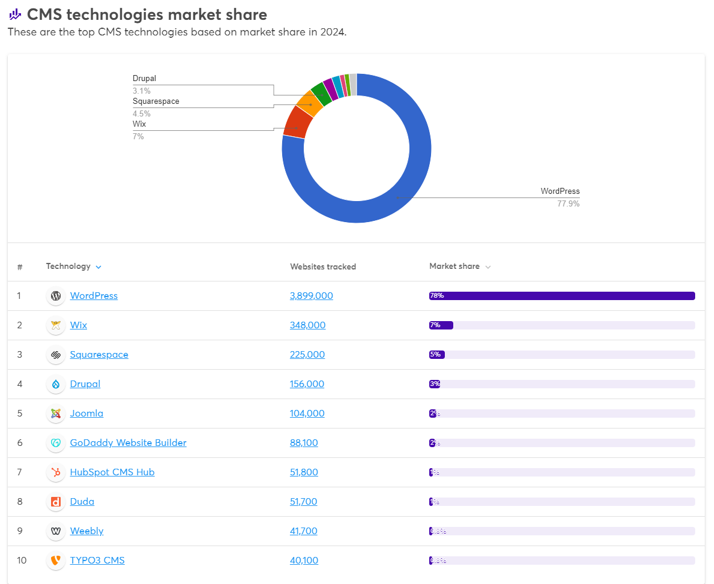 CMS technologies market share
These are the top CMS technologies based on market share in 2024.
Drupal
3.1%
Squarespace
4.5%
Wix
7%
WordPress
77.9%
# Technology Websites tracked Market share
1 WordPress 3,899,000 78%
2 Wix 348,000 7%
3 Squarespace 225,000 5%
4 Drupal 156,000 3%
5 Joomla 104,000 2%
6 GoDaddy Website Builder 88,100 2%
7 HubSpot CMS Hub 51,800
8 Duda 51,700
9 Weebly 41,700
10 TYPO3 CMS 40,100